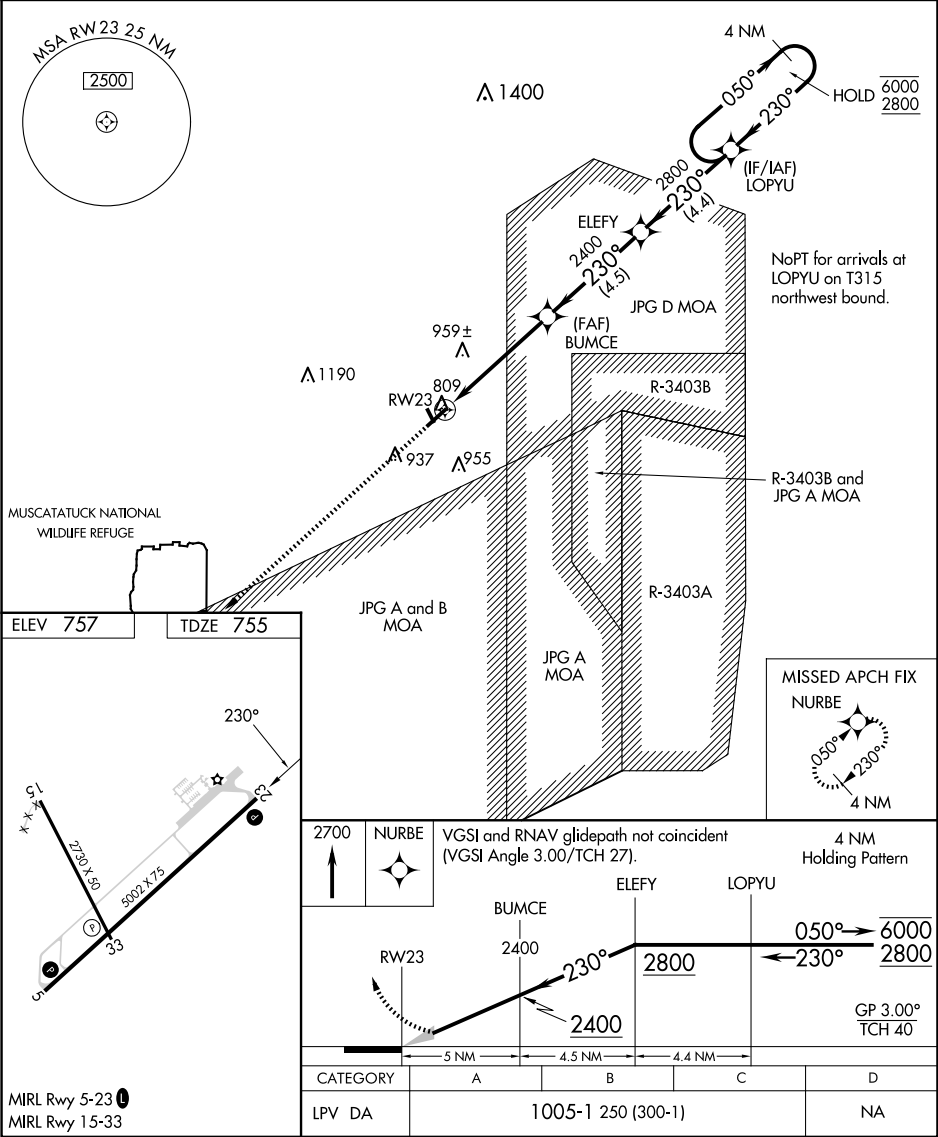 MSA RW23 25 NM
2500
1400
4 NM
050°
230°
HOLD
6000
2800
(IF/IAF)
LOPYU
2800
230°
(4.4)
ELEFY
2400
230°
(4.5)
NoPT for arrivals at
LOPYU on T315
northwest bound.
JPG D MOA
(FAF)
BUMCE
959±
1190
R-3403B
809
RW23
937
955
R-3403B and
JPG A MOA
MUSCATATUCK NATIONAL
WILDLIFE REFUGE
R-3403A
JPG A and B
MOA
JPG A
MOA
ELEV 757
TDZE 755
230°
15
23
2730 X 50
5002 X 75
P
P
P
33
5
MIRL Rwy 5-23 L
MIRL Rwy 15-33
MISSED APCH FIX
NURBE
050°
230°
4 NM
2700
NURBE
VGSI and RNAV glidepath not coincident
(VGSI Angle 3.00/TCH 27).
4 NM
Holding Pattern
ELEFY
LOPYU
BUMCE
050°
6000
2400
RW23
230°
2800
230°
2800
2400
GP 3.00°
TCH 40
5 NM
4.5 NM
4.4 NM
CATEGORY
A
B
C
D
LPV DA
1005-1 250 (300-1)
NA